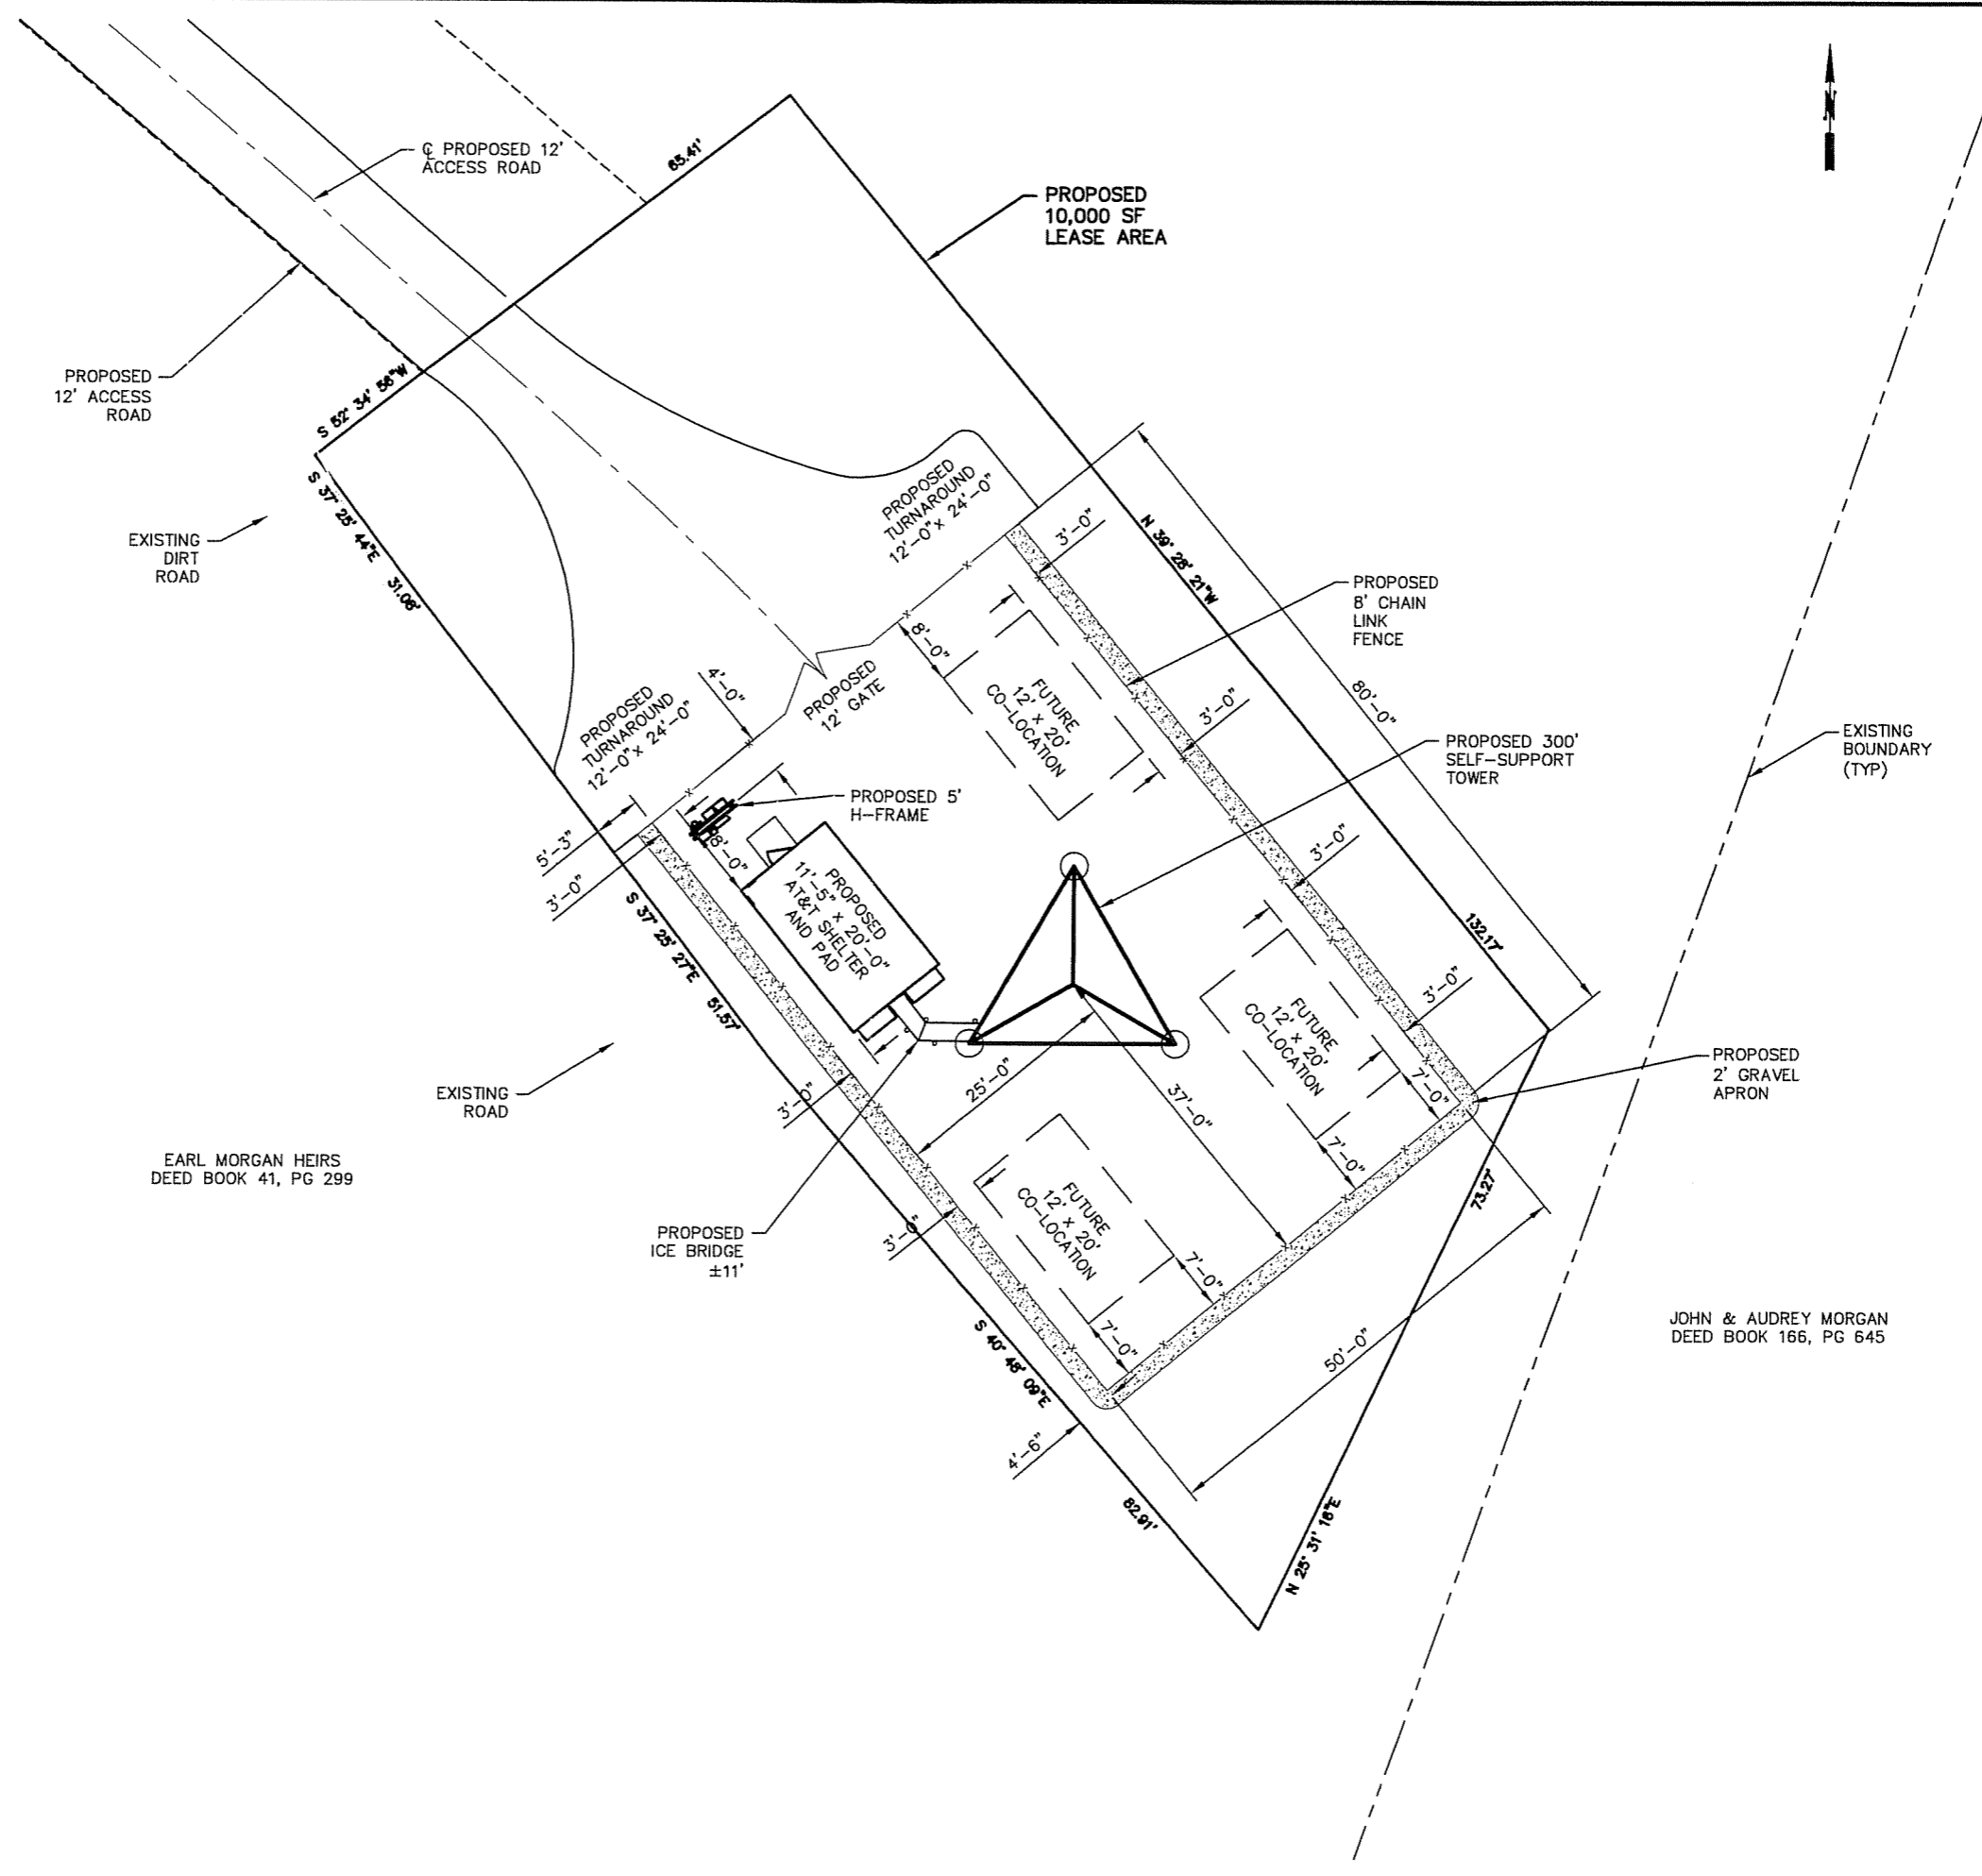 N
℄ PROPOSED 12'
ACCESS ROAD
65.41'
PROPOSED
10,000 SF
LEASE AREA
PROPOSED
12' ACCESS
ROAD
S 52° 34' 56"W
S 37° 25' 44"E 31.08'
EXISTING
DIRT
ROAD
PROPOSED
TURNAROUND
12'-0"x 24'-0"
3'-0"
N 39° 28' 21"W
PROPOSED
8' CHAIN
LINK
FENCE
8'-0"
FUTURE
12' x 20'
CO-LOCATION
4'-0"
PROPOSED
12' GATE
PROPOSED
TURNAROUND
12'-0"x 24'-0"
3'-0"
80'-0"
PROPOSED 300'
SELF-SUPPORT
TOWER
EXISTING
BOUNDARY
(TYP)
PROPOSED 5'
H-FRAME
5'-3"
3'-0"
8'-0"
PROPOSED
11'-5" x 20'-0"
AT&T SHELTER
AND PAD
3'-0"
132.17'
3'-0"
S 37° 25' 27"E 51.57'
FUTURE
12' x 20'
CO-LOCATION
7'-0"
7'-0"
PROPOSED
2' GRAVEL
APRON
EXISTING
ROAD
3'-0"
25'-0"
37'-0"
EARL MORGAN HEIRS
DEED BOOK 41, PG 299
73.27'
PROPOSED
ICE BRIDGE
±11'
3'-0"
FUTURE
12' x 20'
CO-LOCATION
7'-0"
7'-0"
50'-0"
JOHN & AUDREY MORGAN
DEED BOOK 166, PG 645
S 40° 48' 09"E
4'-6"
82.91'
N 25° 31' 18"E